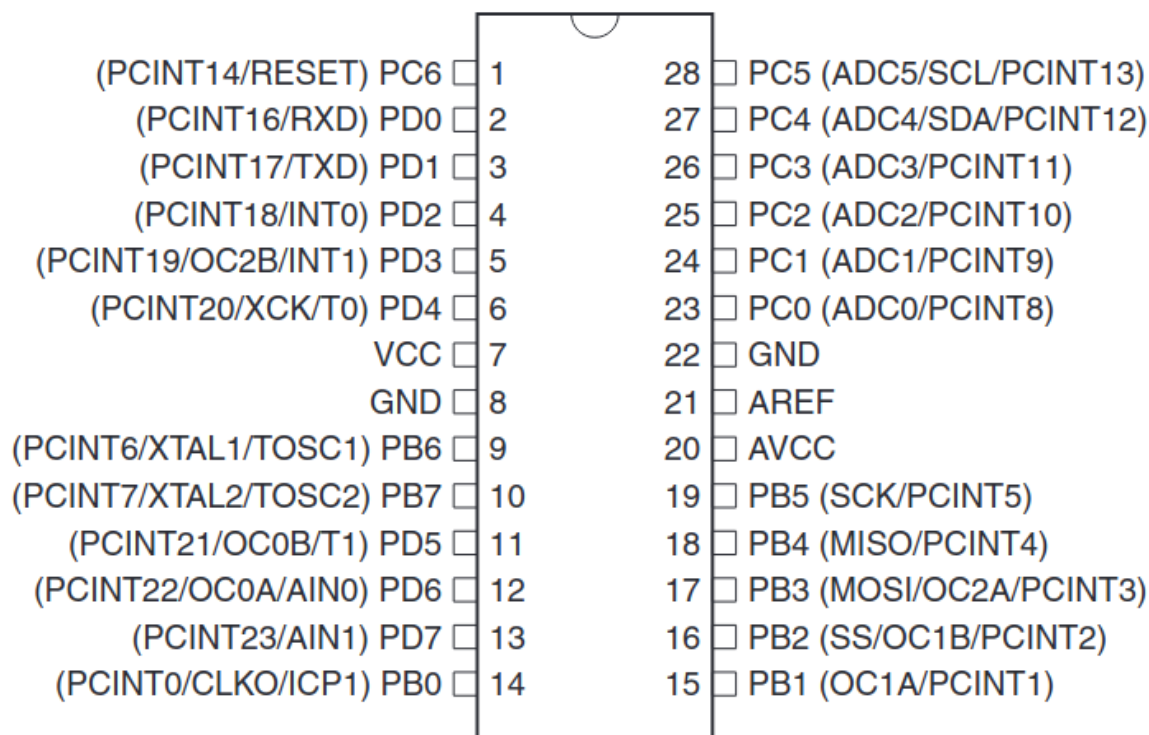 (PCINT14/RESET) PC6 1 28 PC5 (ADC5/SCL/PCINT13)
(PCINT16/RXD) PD0 2 27 PC4 (ADC4/SDA/PCINT12)
(PCINT17/TXD) PD1 3 26 PC3 (ADC3/PCINT11)
(PCINT18/INT0) PD2 4 25 PC2 (ADC2/PCINT10)
(PCINT19/OC2B/INT1) PD3 5 24 PC1 (ADC1/PCINT9)
(PCINT20/XCK/T0) PD4 6 23 PC0 (ADC0/PCINT8)
VCC 7 22 GND
GND 8 21 AREF
(PCINT6/XTAL1/TOSC1) PB6 9 20 AVCC
(PCINT7/XTAL2/TOSC2) PB7 10 19 PB5 (SCK/PCINT5)
(PCINT21/OC0B/T1) PD5 11 18 PB4 (MISO/PCINT4)
(PCINT22/OC0A/AIN0) PD6 12 17 PB3 (MOSI/OC2A/PCINT3)
(PCINT23/AIN1) PD7 13 16 PB2 (SS/OC1B/PCINT2)
(PCINT0/CLKO/ICP1) PB0 14 15 PB1 (OC1A/PCINT1)